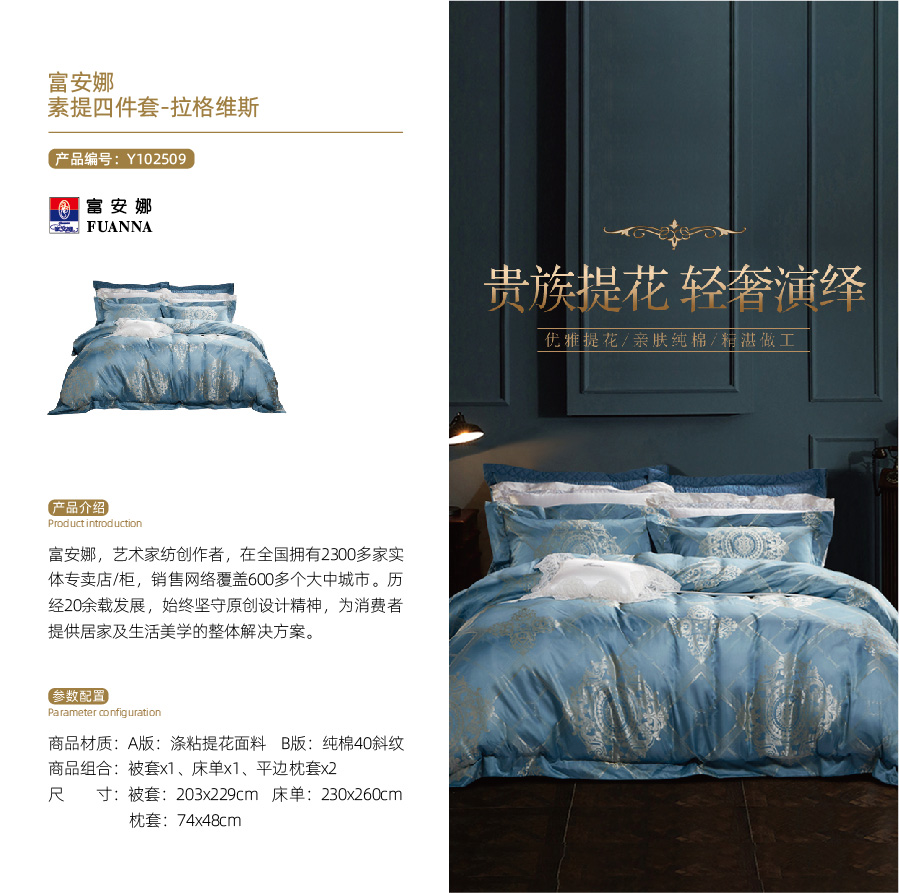 富安娜
素提四件套-拉格维斯
产品编号：Y102509
富安娜
FUANNA
产品介绍
Product introduction
富安娜，艺术家纺创作者，在全国拥有2300多家实
体专卖店/柜，销售网络覆盖600多个大中城市。历
经20余载发展，始终坚守原创设计精神，为消费者
提供居家及生活美学的整体解决方案。
参数配置
Parameter configuration
商品材质：A版：涤粘提花面料 B版：纯棉40斜纹
商品组合：被套x1、床单x1、平边枕套x2
尺 寸：被套：203x229cm 床单：230x260cm
枕套：74x48cm
贵族提花 轻奢演绎
优雅提花/亲肤纯棉/精湛做工